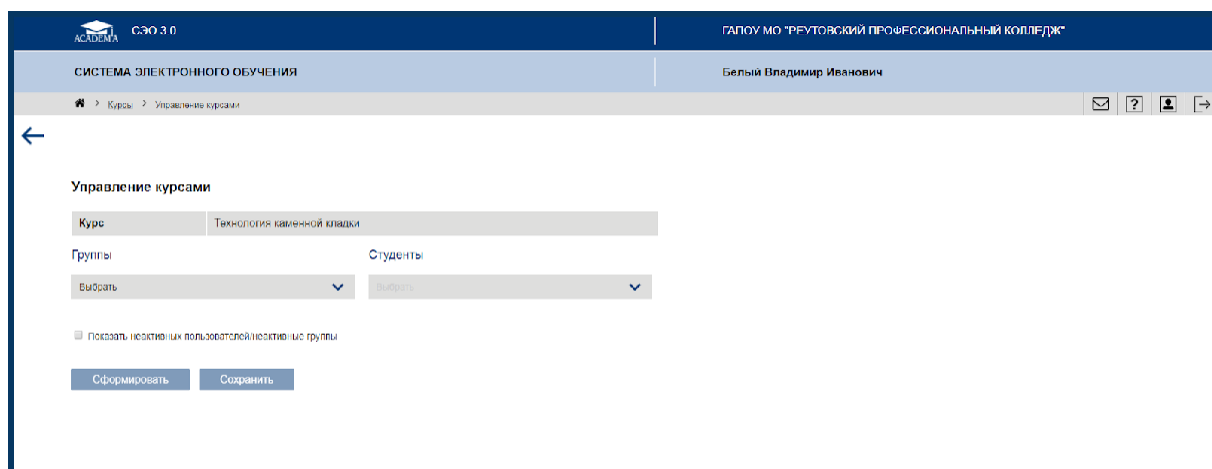 ACADEMA СЭО 3.0
ГАПОУ МО "РЕУТОВСКИЙ ПРОФЕССИОНАЛЬНЫЙ КОЛЛЕДЖ"
СИСТЕМА ЭЛЕКТРОННОГО ОБУЧЕНИЯ
Белый Владимир Иванович
> Курсы > Управление курсами
?
Управление курсами
Курс Технология каменной кладки
Группы Студенты
Выбрать Выбрать
Показать неактивных пользователей/неактивные группы
Сформировать Сохранить